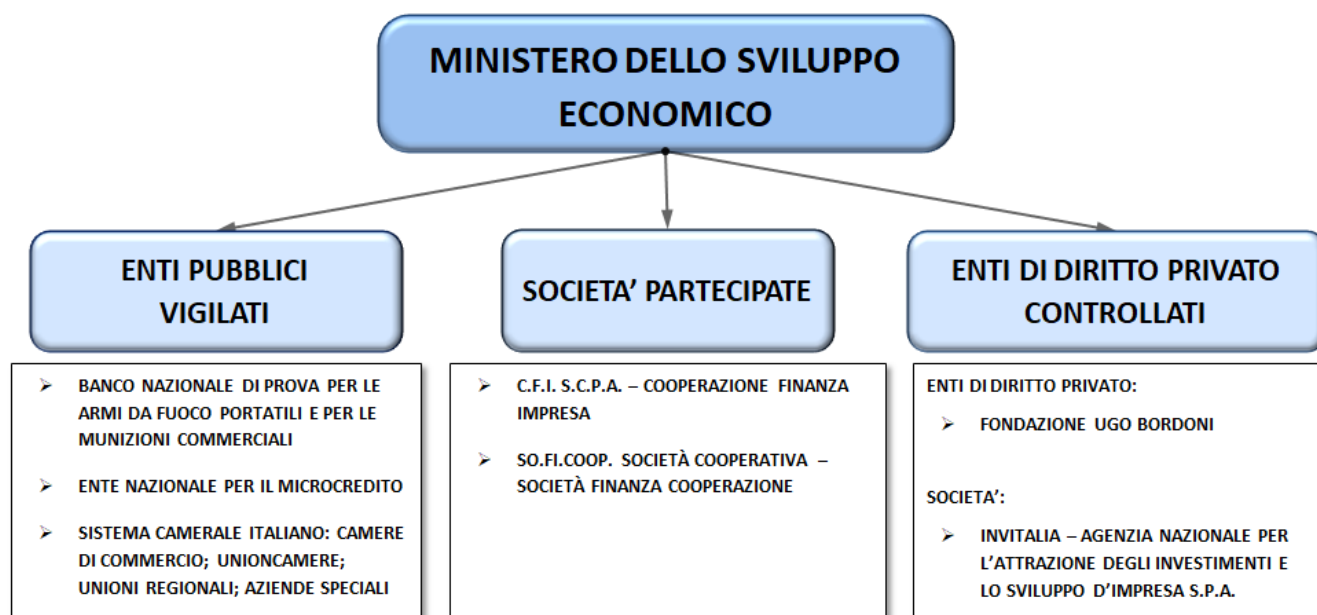 MINISTERO DELLO SVILUPPO
ECONOMICO
ENTI PUBBLICI
VIGILATI
SOCIETA’ PARTECIPATE
ENTI DI DIRITTO PRIVATO
CONTROLLATI
➢ BANCO NAZIONALE DI PROVA PER LE
ARMI DA FUOCO PORTATILI E PER LE
MUNIZIONI COMMERCIALI
➢ ENTE NAZIONALE PER IL MICROCREDITO
➢ SISTEMA CAMERALE ITALIANO: CAMERE
DI COMMERCIO; UNIONCAMERE;
UNIONI REGIONALI; AZIENDE SPECIALI
➢ C.F.I. S.C.P.A. – COOPERAZIONE FINANZA
IMPRESA
➢ SO.FI.COOP. SOCIETÀ COOPERATIVA –
SOCIETÀ FINANZA COOPERAZIONE
ENTI DI DIRITTO PRIVATO:
➢ FONDAZIONE UGO BORDONI
SOCIETA’:
➢ INVITALIA – AGENZIA NAZIONALE PER
L’ATTRAZIONE DEGLI INVESTIMENTI E
LO SVILUPPO D’IMPRESA S.P.A.